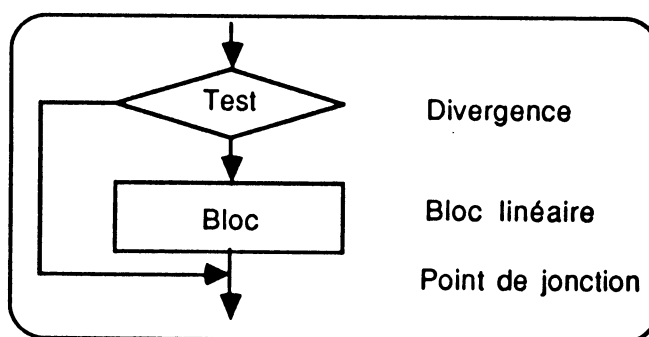 Test
Divergence
Bloc
Bloc linéaire
Point de jonction